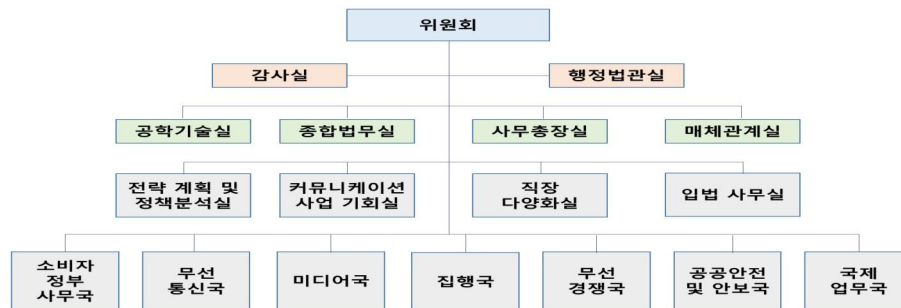 위원회
감사실
행정법관실
공학기술실
종합법무실
사무총장실
매체관계실
전략 계획 및
정책분석실
커뮤니케이션
사업 기회실
직장
다양화실
입법 사무실
소비자
정부
사무국
무선
통신국
미디어국
집행국
무선
경쟁국
공공안전
및 안보국
국제
업무국